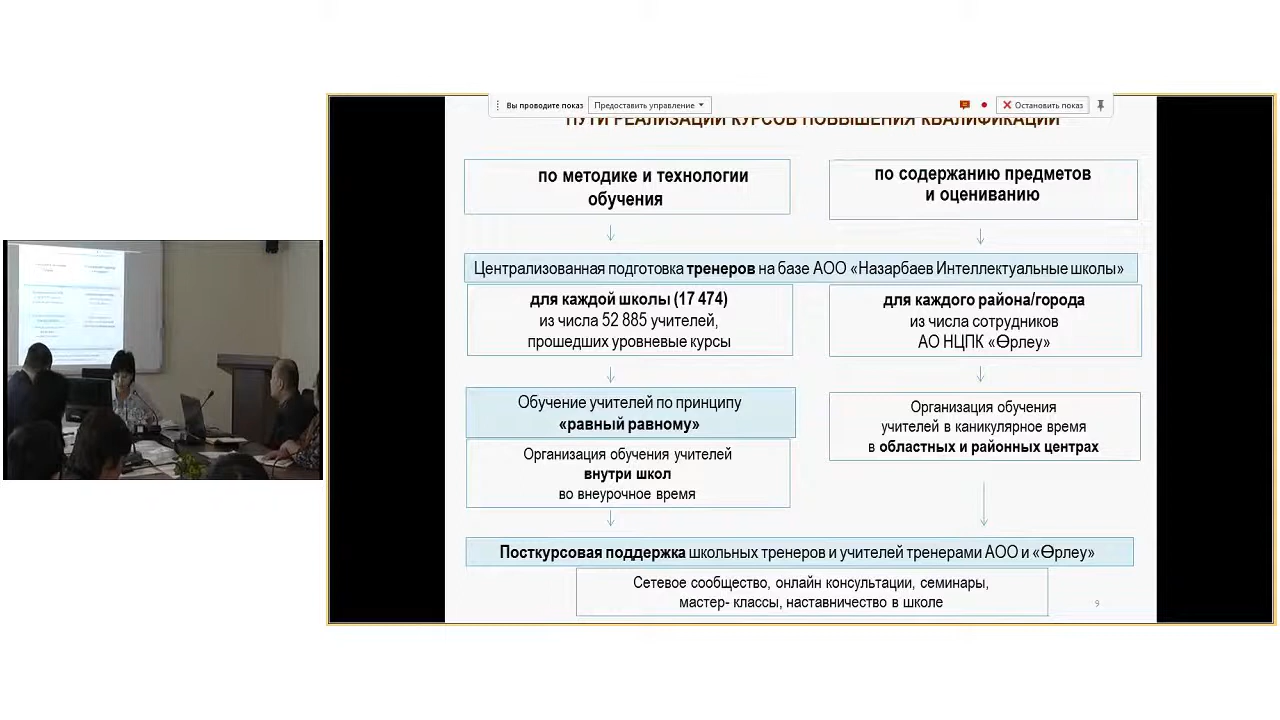 Вы проводите показ
Предоставить управление
Остановить показ
ПУТИ РЕАЛИЗАЦИИ КУРСОВ ПОВЫШЕНИЯ КВАЛИФИКАЦИИ
по методике и технологии
обучения
по содержанию предметов
и оцениванию
Централизованная подготовка тренеров на базе АОО «Назарбаев Интеллектуальные школы»
для каждой школы (17 474)
из числа 52 885 учителей,
прошедших уровневые курсы
для каждого района/города
из числа сотрудников
АО НЦПК «Өрлеу»
Обучение учителей по принципу
«равный равному»
Организация обучения учителей
внутри школ
во внеурочное время
Организация обучения
учителей в каникулярное время
в областных и районных центрах
Посткурсовая поддержка школьных тренеров и учителей тренерами АОО и «Өрлеу»
Сетевое сообщество, онлайн консультации, семинары,
мастер- классы, наставничество в школе
9